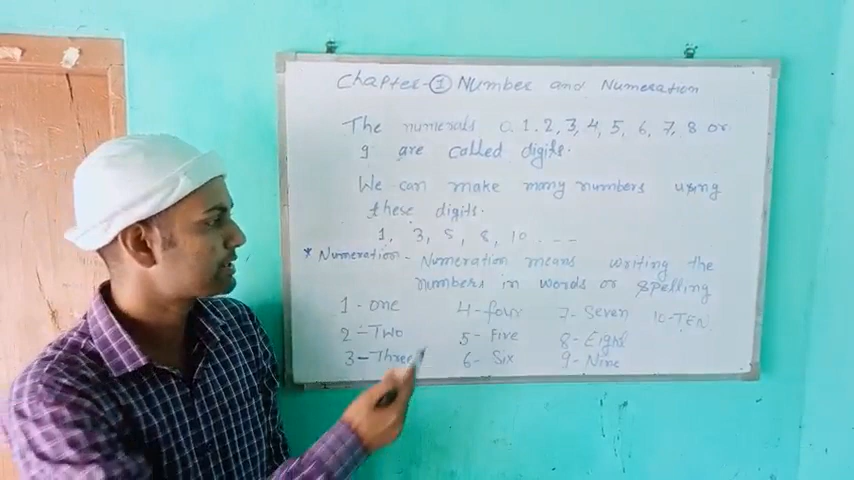 Chapter-① Number and Numeration
The numerals 0. 1. 2, 3, 4, 5, 6, 7, 8 or
9 are called digits.
We can make many numbers using
these digits.
1, 3, 5, 8, 10 . - -
* Numeration - Numeration means writing the
numbers in words or spelling
1 - one 4 - four 7 - Seven 10 - TEN
2 - Two 5 - Five 8 - Eight
3 - Three 6 - Six 9 - Nine